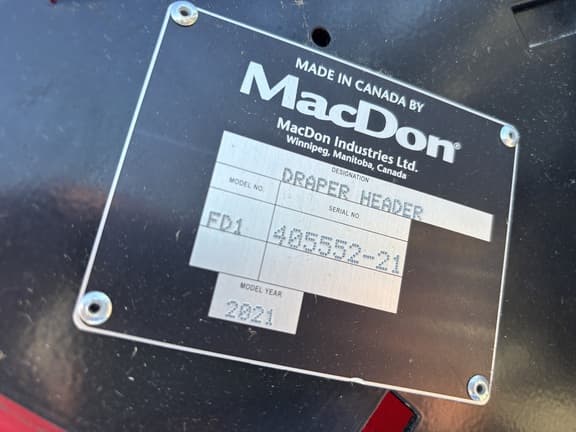 MADE IN CANADA BY
MacDon®
MacDon Industries Ltd.
Winnipeg, Manitoba, Canada
DESIGNATION
DRAPER HEADER
MODEL NO. SERIAL NO.
FD1 405552-21
MODEL YEAR
2021